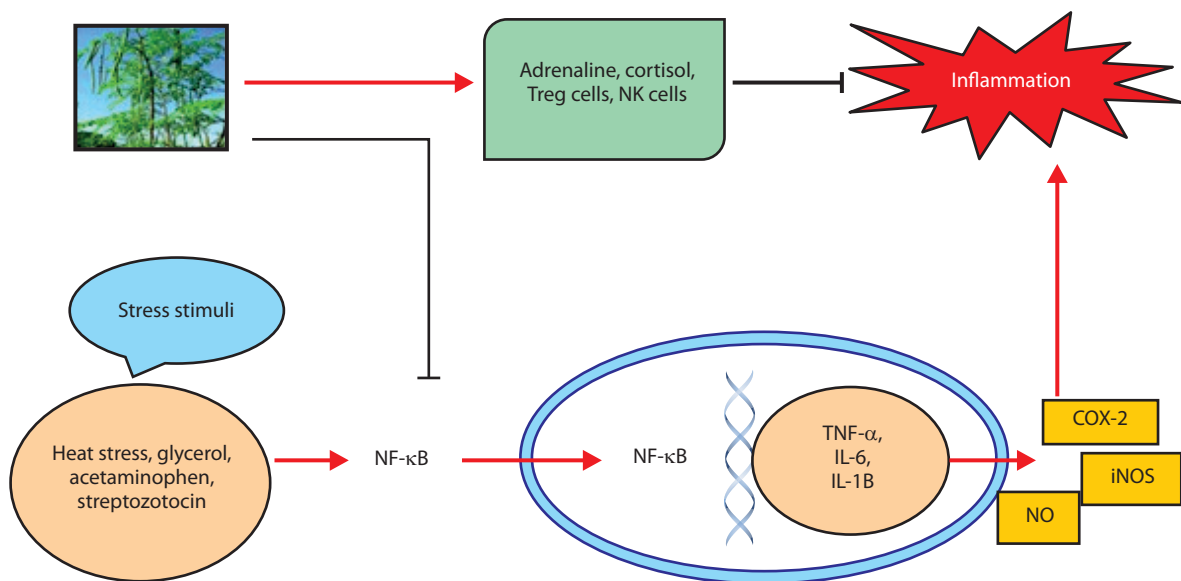 Adrenaline, cortisol,
Treg cells, NK cells
Inflammation
Stress stimuli
Heat stress, glycerol,
acetaminophen,
streptozotocin
NF-κB
NF-κB
TNF-α,
IL-6,
IL-1B
COX-2
iNOS
NO